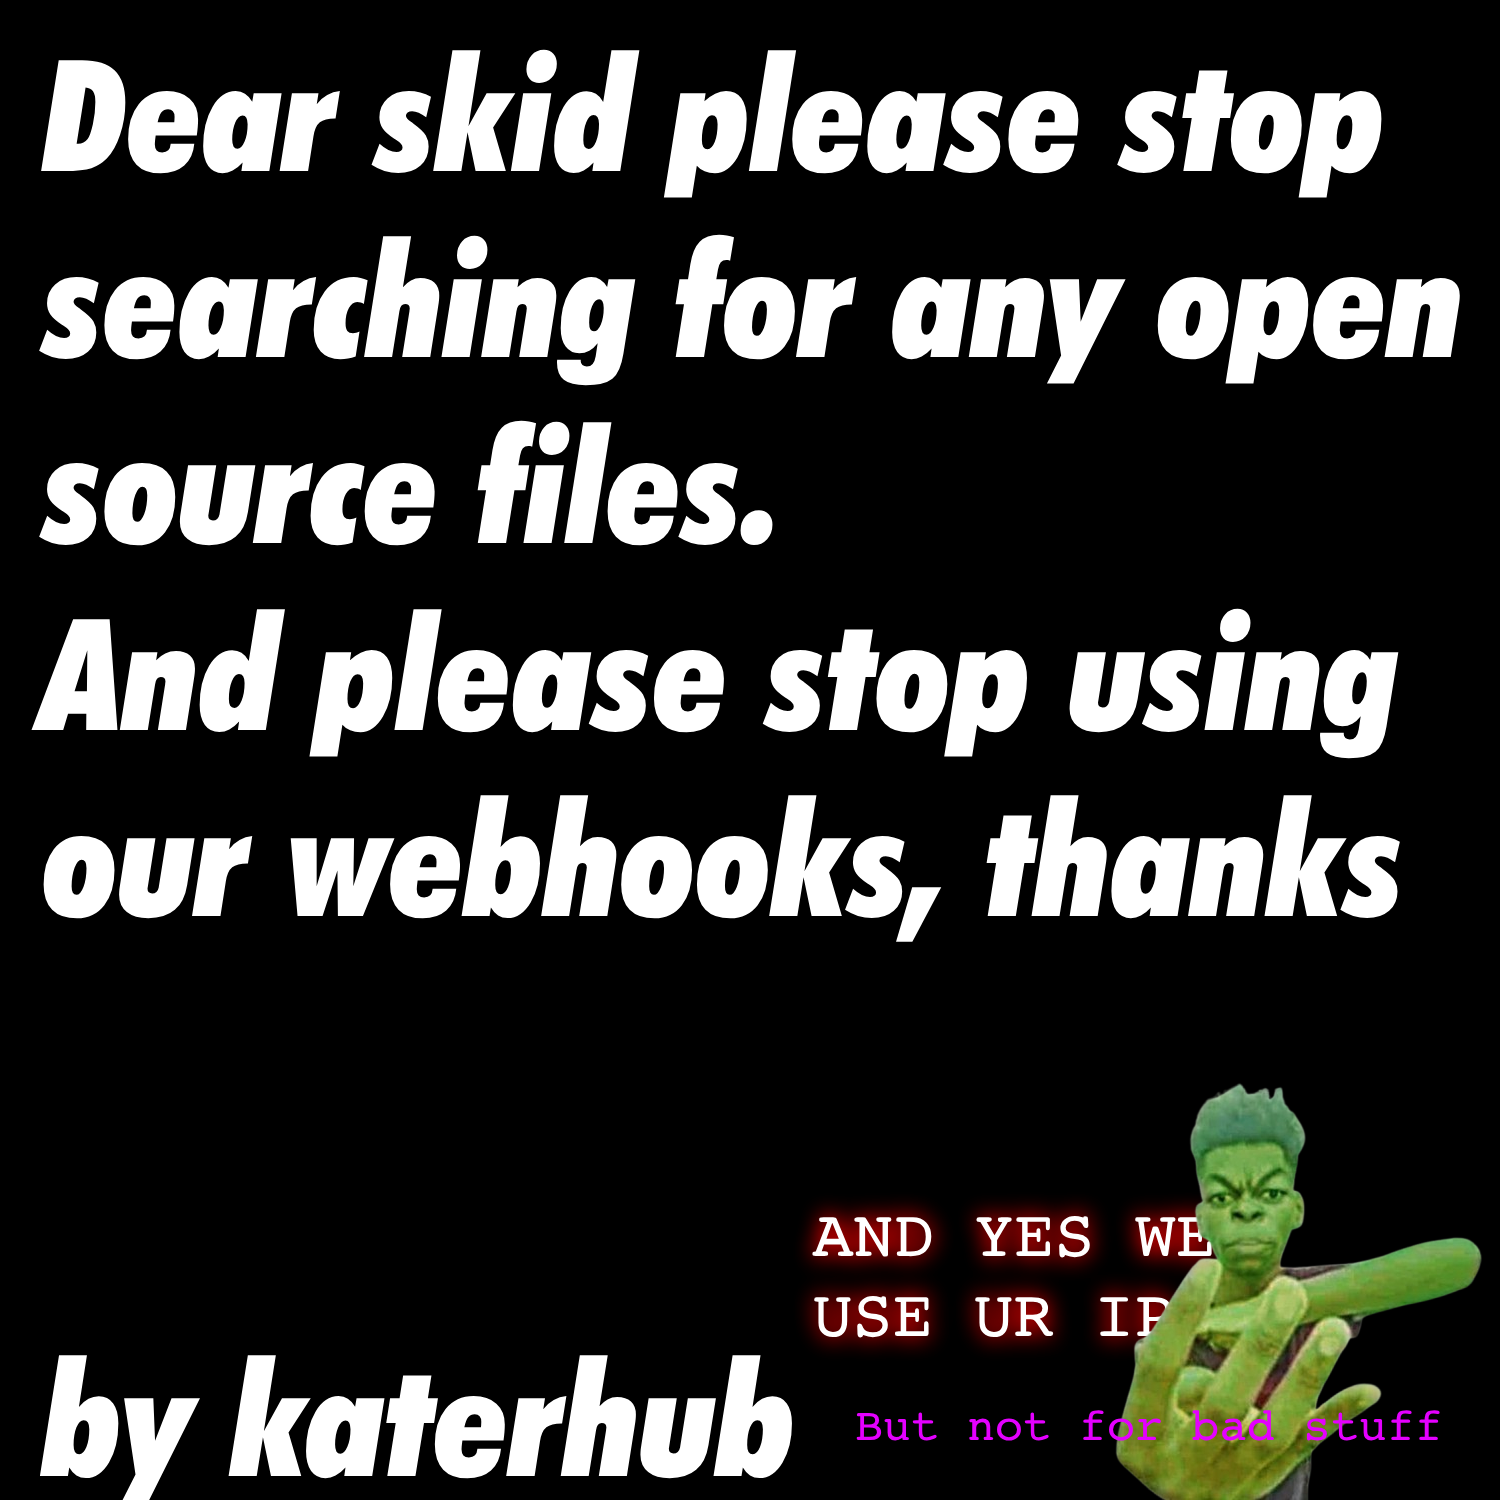 Dear skid please stop
searching for any open
source files.
And please stop using
our webhooks, thanks
AND YES WE
USE UR IP
But not for bad stuff
by katerhub